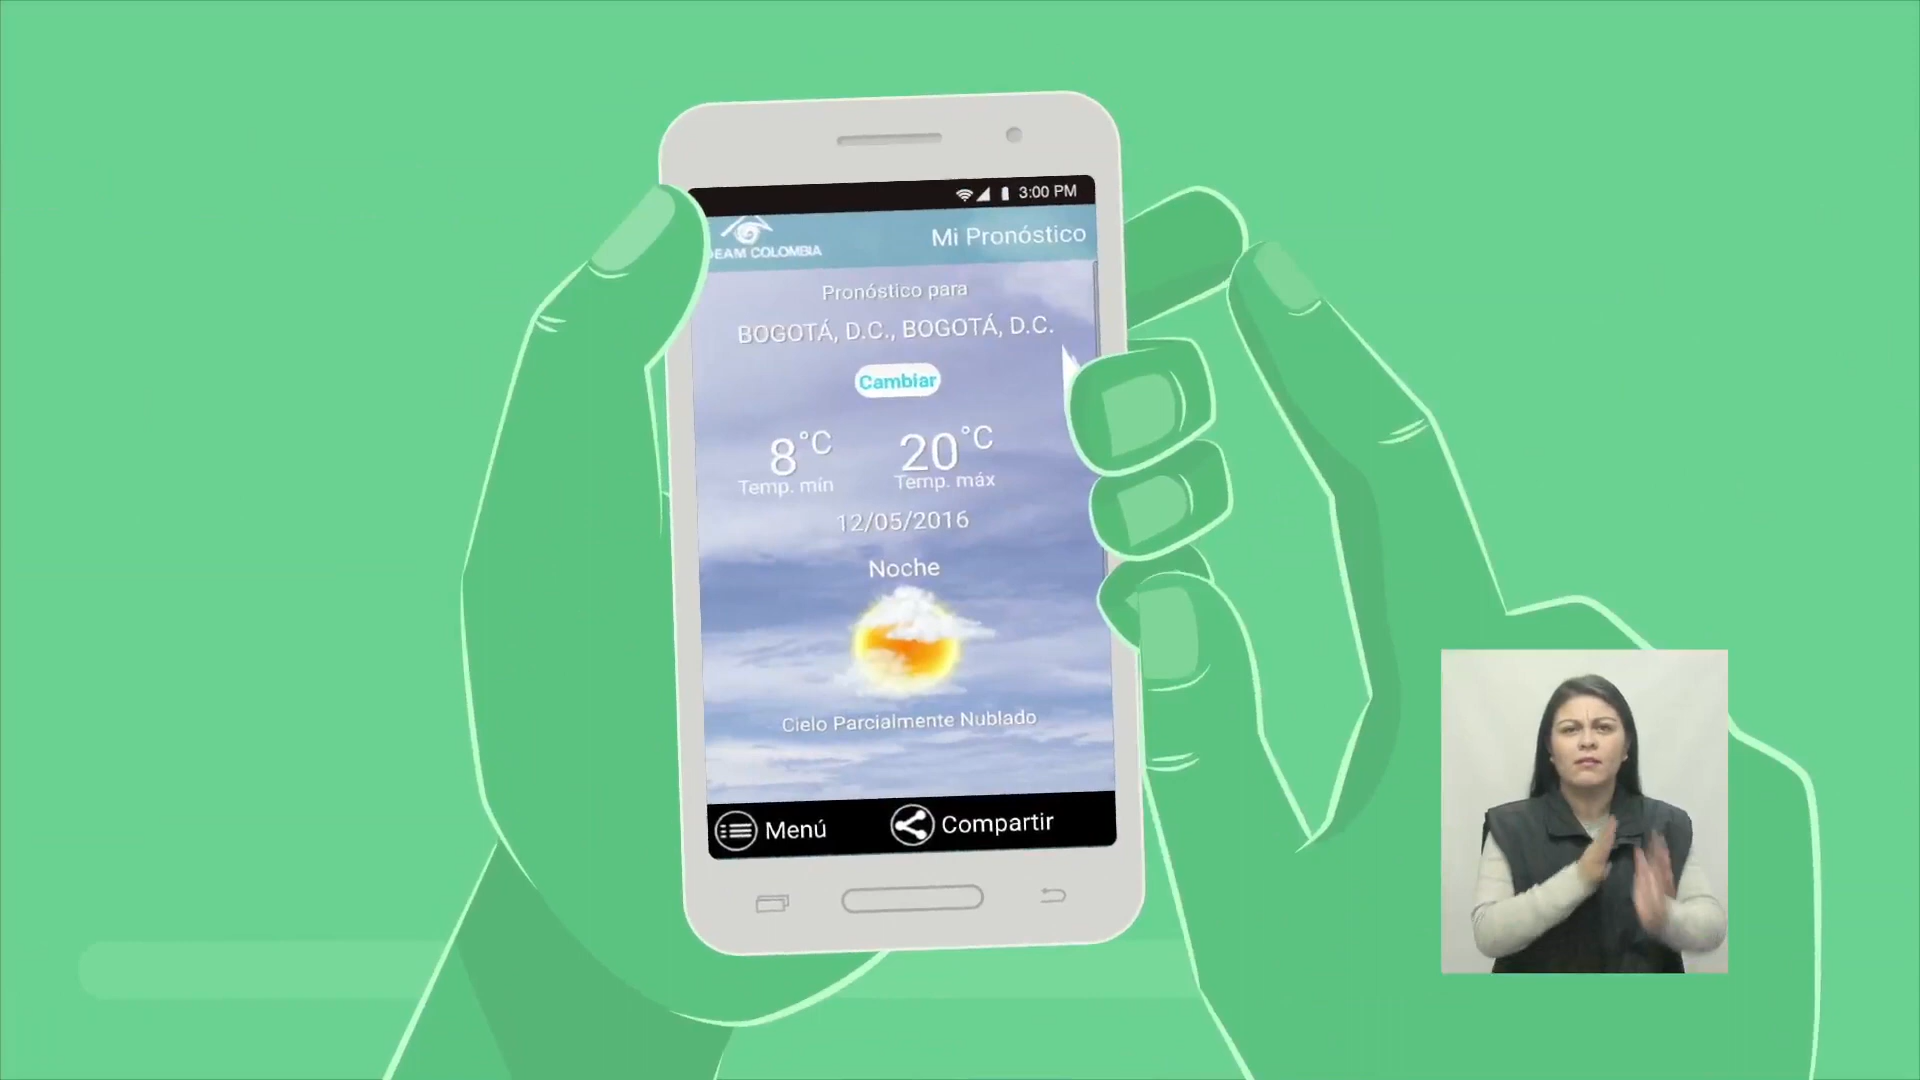 3:00 PM
DEAM COLOMBIA
Mi Pronóstico
Pronóstico para
BOGOTÁ, D.C., BOGOTÁ, D.C.
Cambiar
8°C 20°C
Temp. mín Temp. máx
12/05/2016
Noche
Cielo Parcialmente Nublado
Menú Compartir